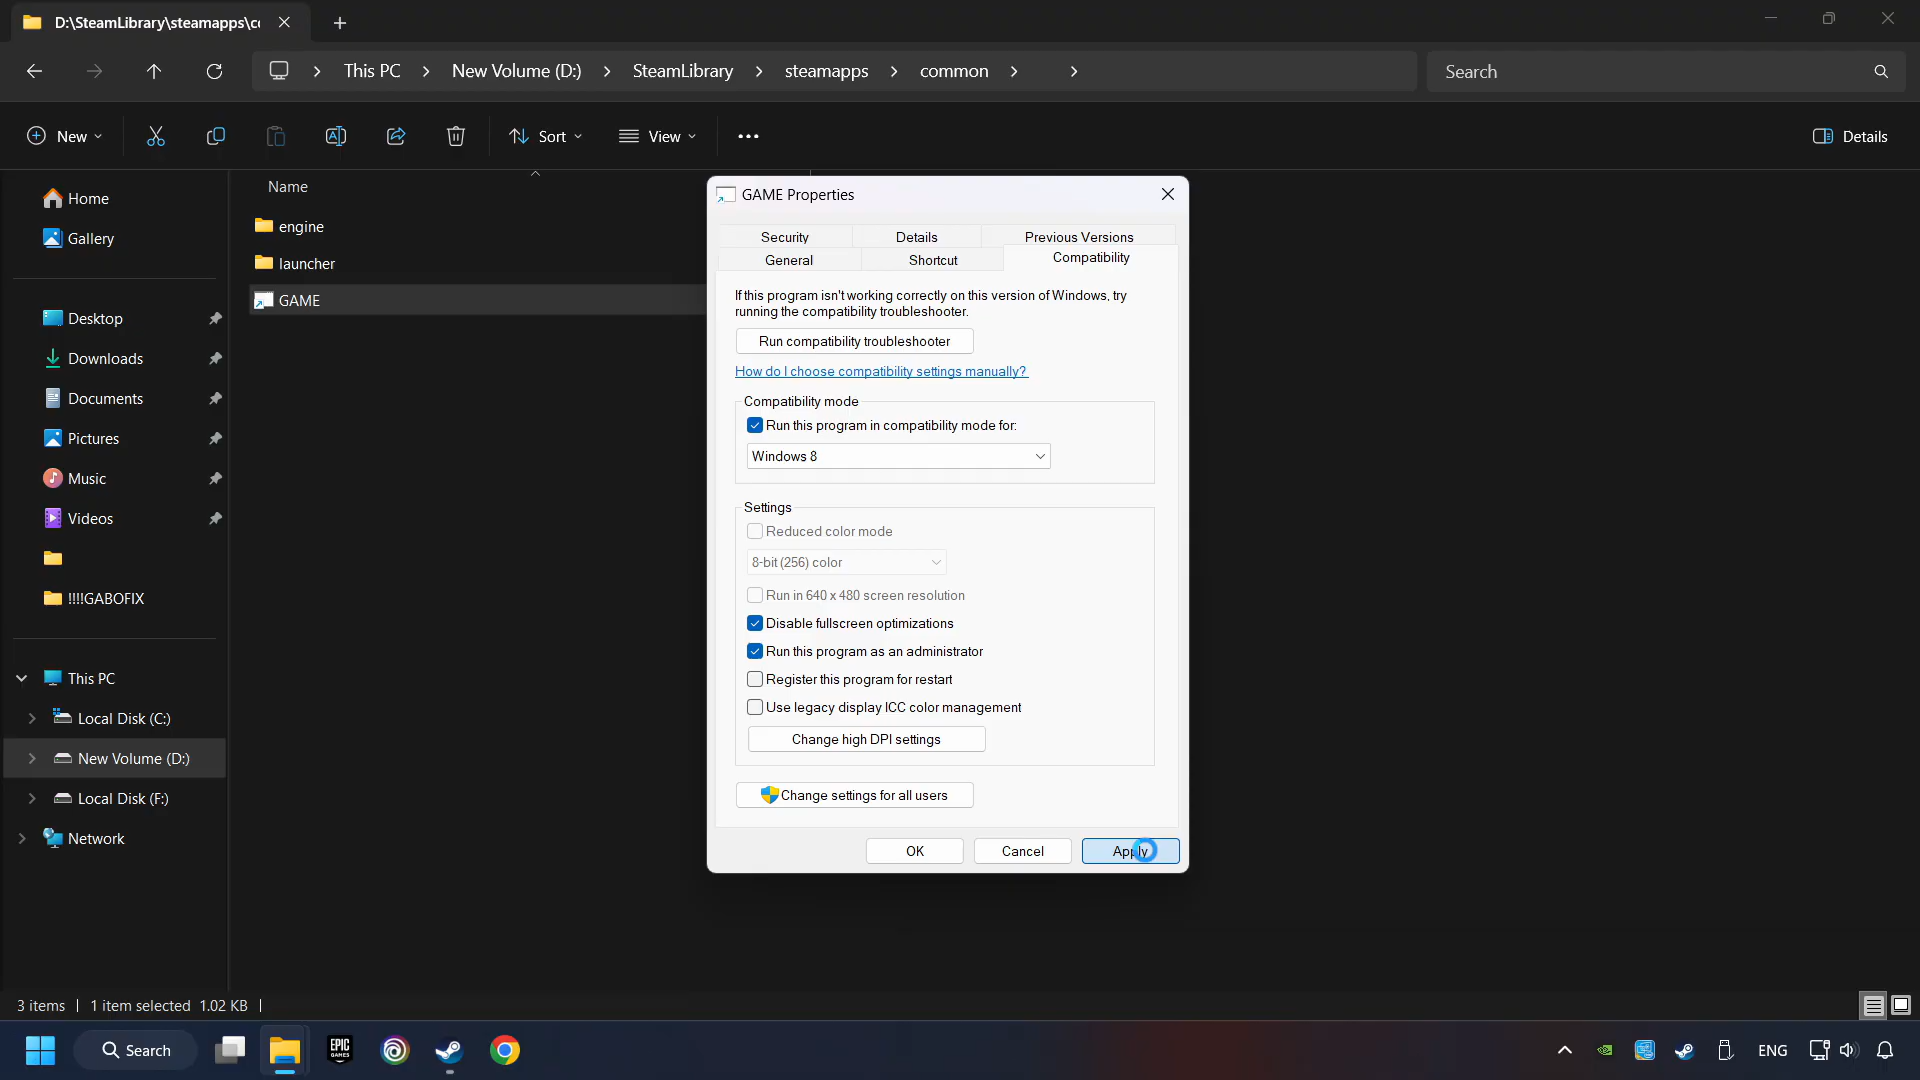 D:\SteamLibrary\steamapps\cc
This PC
New Volume (D:)
SteamLibrary
steamapps
common
Search
New
Sort
View
Details
Home
Gallery
Desktop
Downloads
Documents
Pictures
Music
Videos
!!!!GABOFIX
This PC
Local Disk (C:)
New Volume (D:)
Local Disk (F:)
Network
Name
engine
launcher
GAME
GAME Properties
Security
Details
Previous Versions
General
Shortcut
Compatibility
If this program isn't working correctly on this version of Windows, try
running the compatibility troubleshooter.
Run compatibility troubleshooter
How do I choose compatibility settings manually?
Compatibility mode
Run this program in compatibility mode for:
Windows 8
Settings
Reduced color mode
8-bit (256) color
Run in 640 x 480 screen resolution
Disable fullscreen optimizations
Run this program as an administrator
Register this program for restart
Use legacy display ICC color management
Change high DPI settings
Change settings for all users
OK
Cancel
Apply
3 items
1 item selected 1.02 KB
Search
EPIC
GAMES
ENG